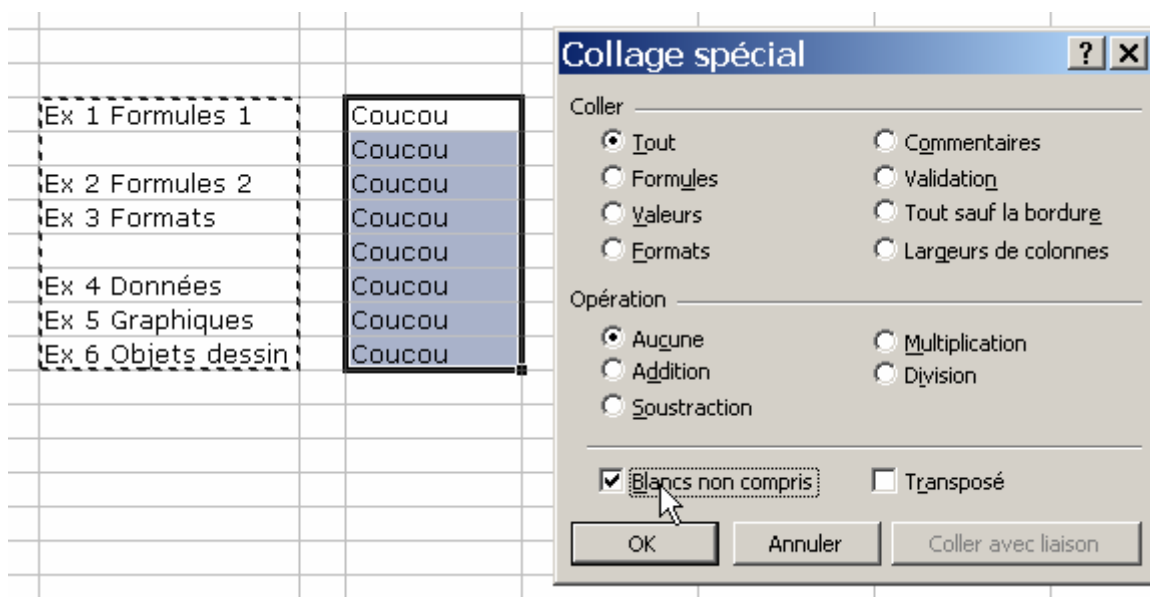 Ex 1 Formules 1
Ex 2 Formules 2
Ex 3 Formats
Ex 4 Données
Ex 5 Graphiques
Ex 6 Objets dessin
Coucou
Coucou
Coucou
Coucou
Coucou
Coucou
Coucou
Coucou
Collage spécial
? X
Coller
Tout
Formules
Valeurs
Formats
Commentaires
Validation
Tout sauf la bordure
Largeurs de colonnes
Opération
Aucune
Addition
Soustraction
Multiplication
Division
Blancs non compris
Transposé
OK
Annuler
Coller avec liaison